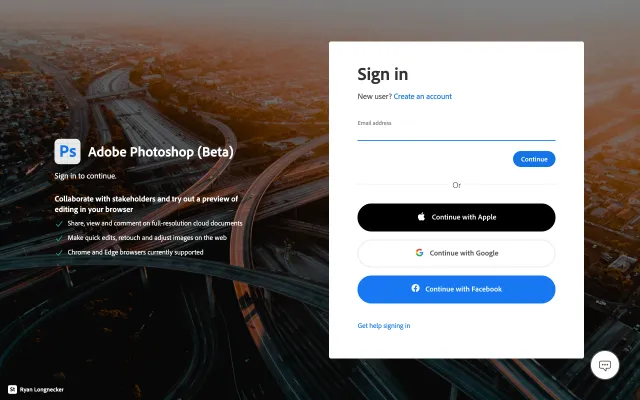 Ps Adobe Photoshop (Beta)
Sign in to continue.
Collaborate with stakeholders and try out a preview of
editing in your browser
Share, view and comment on full-resolution cloud documents
Make quick edits, retouch and adjust images on the web
Chrome and Edge browsers currently supported
St Ryan Longnecker
Sign in
New user? Create an account
Email address
Continue
Or
Continue with Apple
Continue with Google
Continue with Facebook
Get help signing in